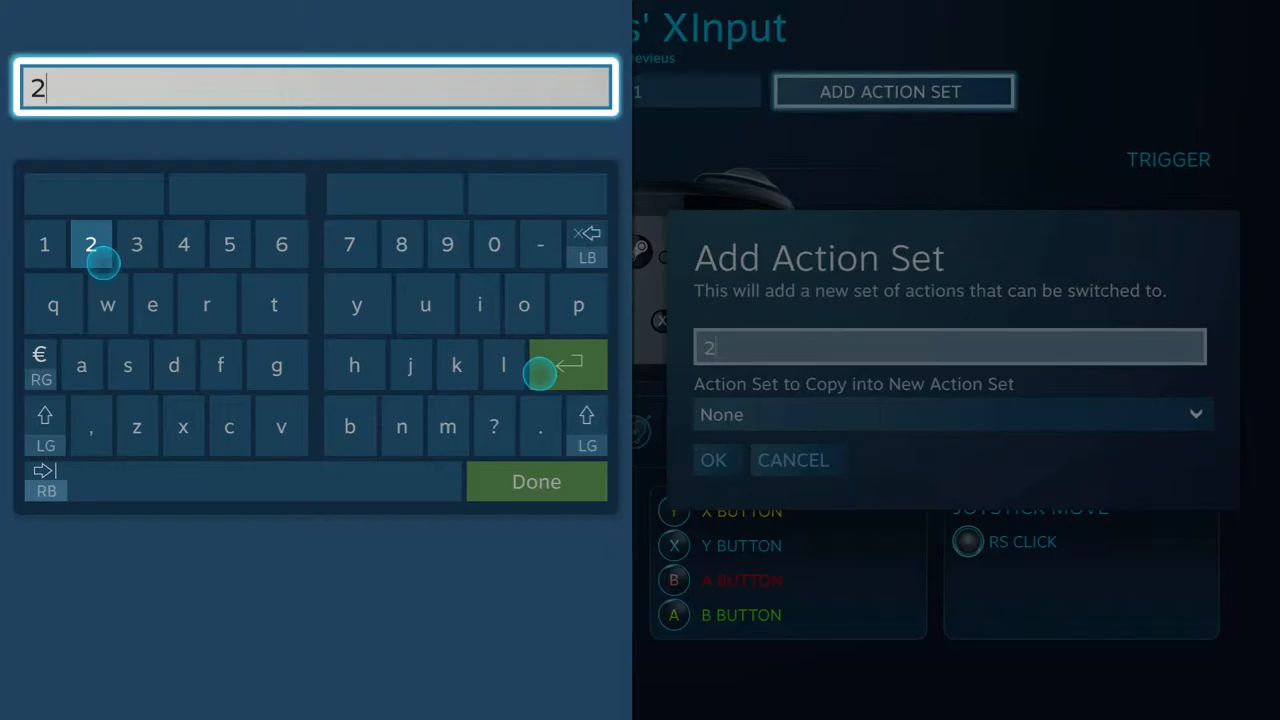 2
1 2 3 4 5 6 7 8 9 0 -
LB
q w e r t y u i o p
€
RG
a s d f g h j k l
LG
, z x c v b n m ? .
LG
RB
Done
s' XInput
Devieus
1
ADD ACTION SET
TRIGGER
Add Action Set
This will add a new set of actions that can be switched to.
2
Action Set to Copy into New Action Set
None
OK CANCEL
X
Y X BUTTON
X Y BUTTON
B A BUTTON
A B BUTTON
JOYSTICK MOVE
RS CLICK